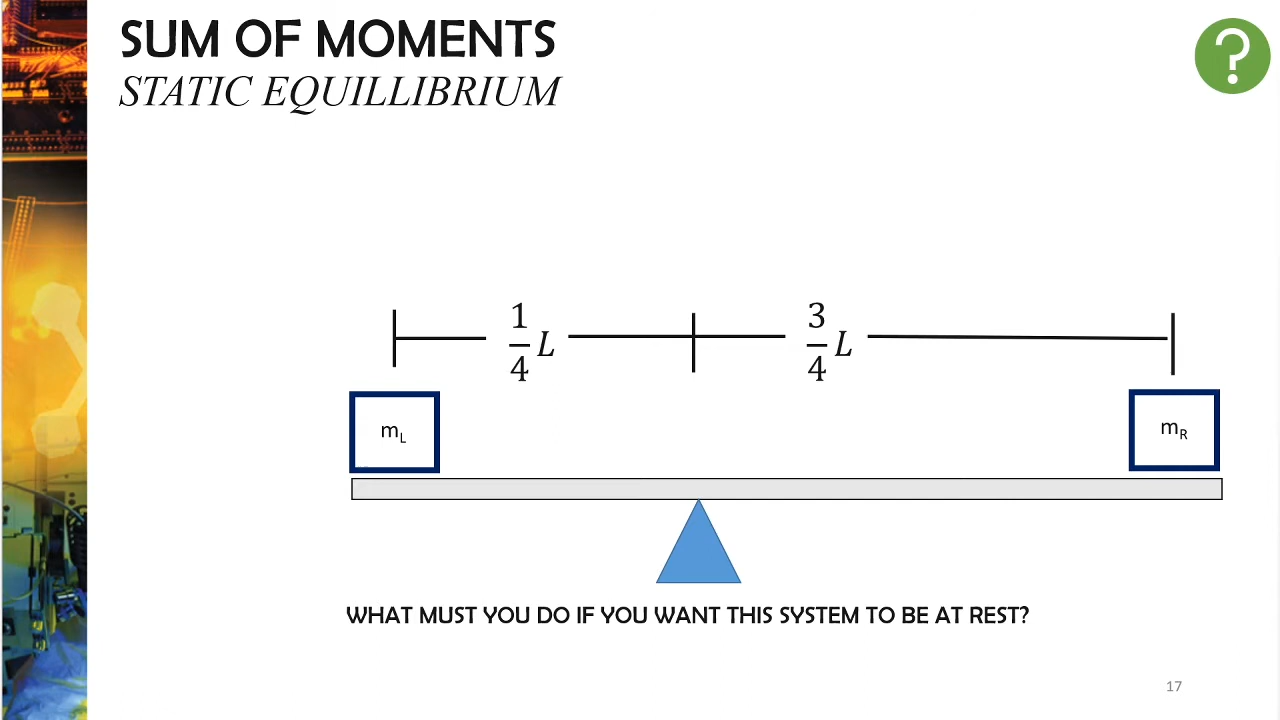 SUM OF MOMENTS
STATIC EQUILLIBRIUM
?
1/4 L 3/4 L
mL mR
WHAT MUST YOU DO IF YOU WANT THIS SYSTEM TO BE AT REST?
17